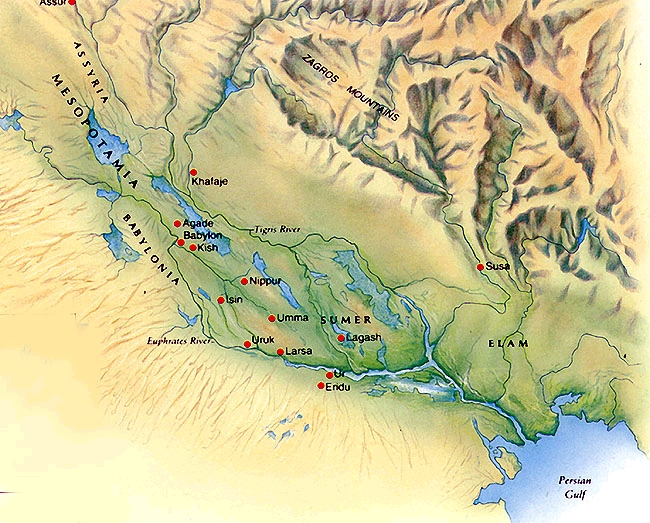 Assur
ASSYRIA
ZAGROS MOUNTAINS
MESOPOTAMIA
Khafaje
BABYLONIA
Agade
Tigris River
Babylon
Kish
Susa
Nippur
Isin
Umma
SUMER
Euphrates River
Uruk
Lagash
ELAM
Larsa
Ur
Eridu
Persian
Gulf